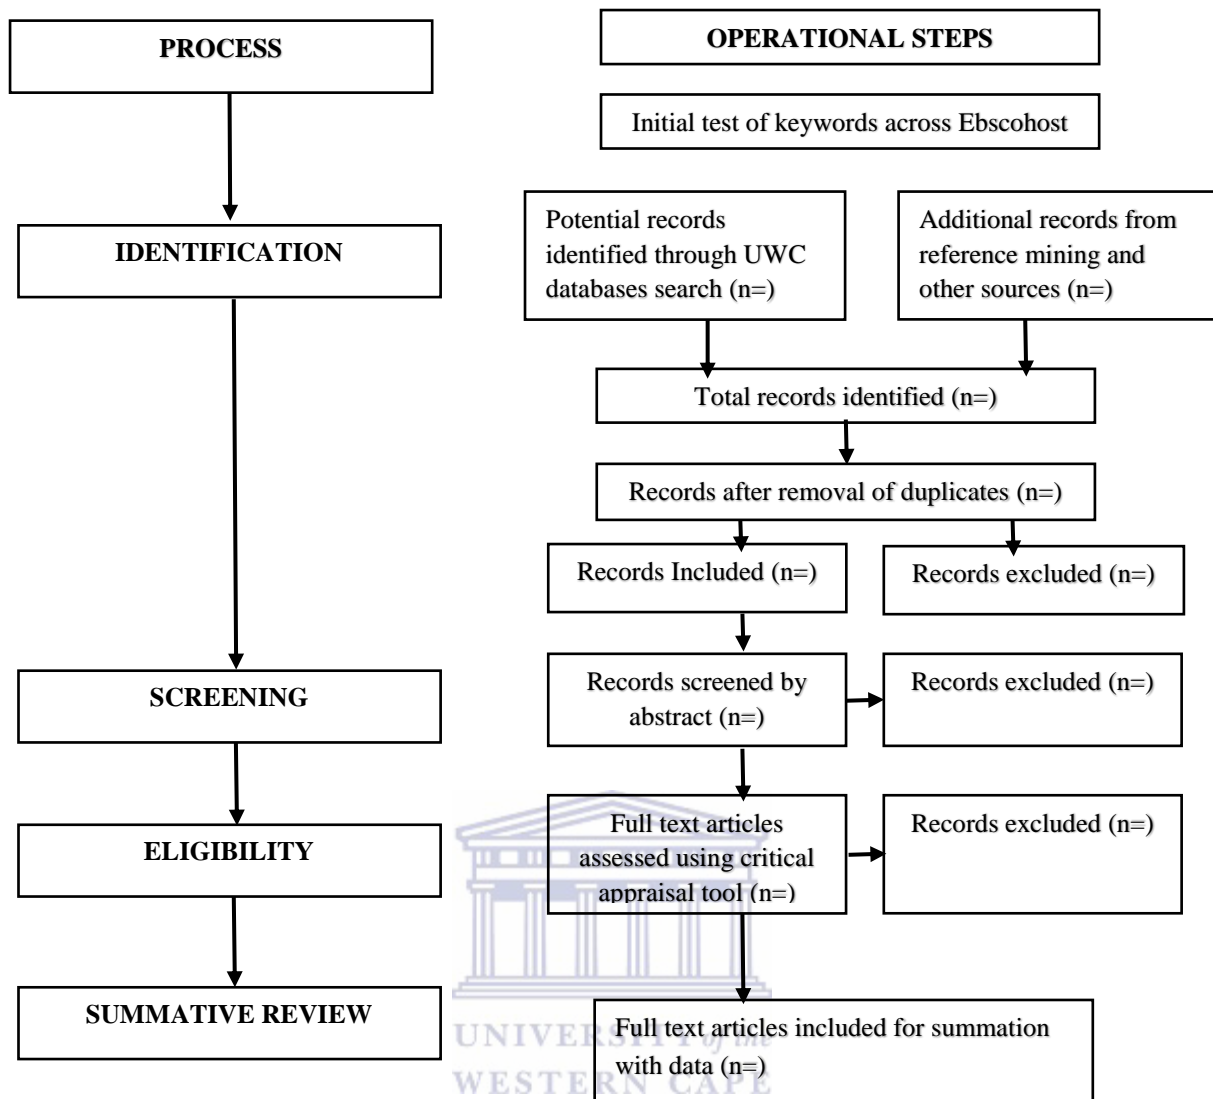 PROCESS
OPERATIONAL STEPS
Initial test of keywords across Ebscohost
IDENTIFICATION
Potential records
identified through UWC
databases search (n=)
Additional records from
reference mining and
other sources (n=)
Total records identified (n=)
Records after removal of duplicates (n=)
Records Included (n=)
Records excluded (n=)
SCREENING
Records screened by
abstract (n=)
Records excluded (n=)
ELIGIBILITY
Full text articles
assessed using critical
appraisal tool (n=)
Records excluded (n=)
SUMMATIVE REVIEW
Full text articles included for summation
with data (n=)
UNIVERSITY of the
WESTERN CAPE